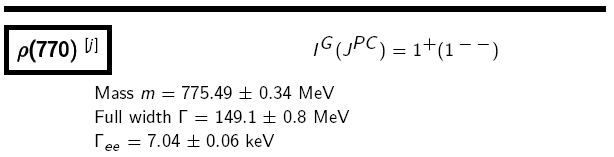 ρ(770) [j] I^G(J^PC) = 1^+(1^− −)
Mass m = 775.49 ± 0.34 MeV
Full width Γ = 149.1 ± 0.8 MeV
Γ_ee = 7.04 ± 0.06 keV